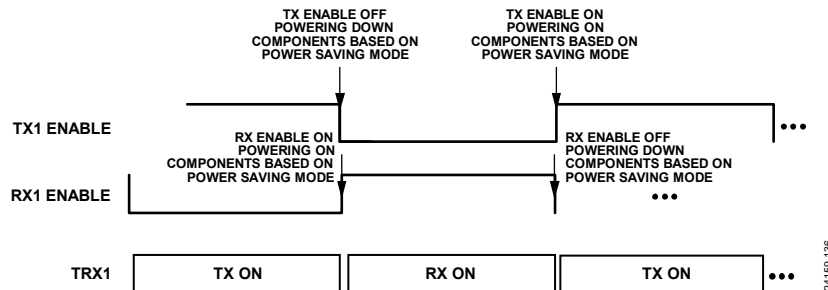 TX ENABLE OFF
POWERING DOWN
COMPONENTS BASED ON
POWER SAVING MODE
TX ENABLE ON
POWERING ON
COMPONENTS BASED ON
POWER SAVING MODE
TX1 ENABLE
RX ENABLE ON
POWERING ON
COMPONENTS BASED ON
POWER SAVING MODE
RX ENABLE OFF
POWERING DOWN
COMPONENTS BASED ON
POWER SAVING MODE
RX1 ENABLE
TRX1
TX ON
RX ON
TX ON
24159-136